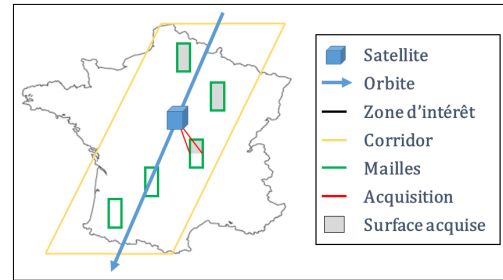 Satellite
Orbite
Zone d'intérêt
Corridor
Mailles
Acquisition
Surface acquise